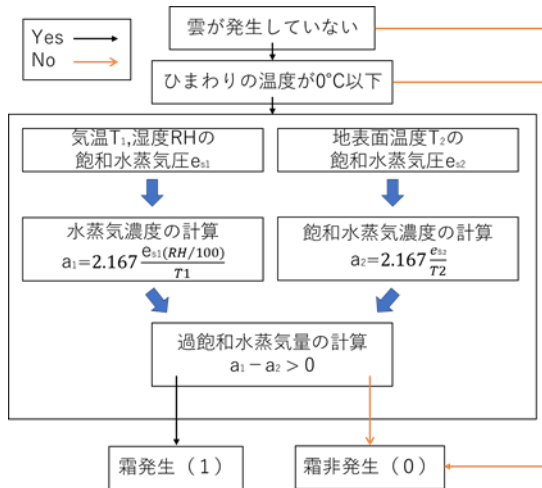 Yes
No
雲が発生していない
ひまわりの温度が0°C以下
気温T₁,湿度RHの
飽和水蒸気圧eₛ₁
地表面温度T₂の
飽和水蒸気圧eₛ₂
水蒸気濃度の計算
a₁=2.167 eₛ₁(RH/100)/T1
飽和水蒸気濃度の計算
a₂=2.167 eₛ₂/T2
過飽和水蒸気量の計算
a₁－a₂＞0
霜発生（1）
霜非発生（0）